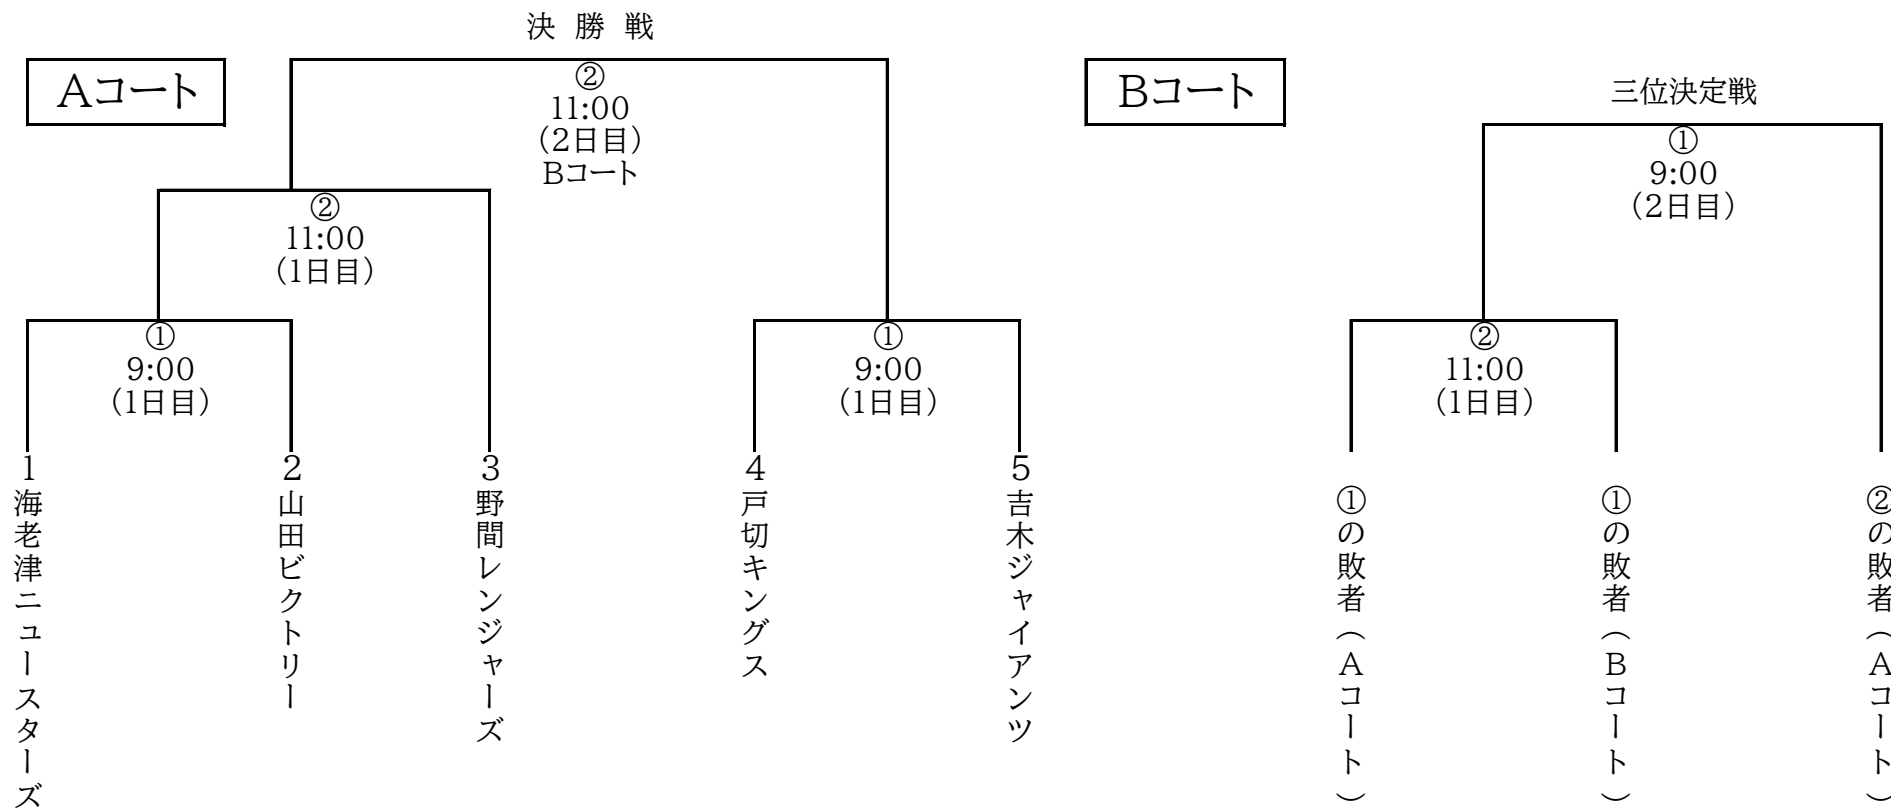 決勝戦
Aコート
②
11:00
(2日目)
Bコート
②
11:00
(1日目)
①
9:00
(1日目)
①
9:00
(1日目)
1海老津ニュースターズ
2山田ビクトリー
3野間レンジャーズ
4戸切キングス
5吉木ジャイアンツ
Bコート
三位決定戦
①
9:00
(2日目)
②
11:00
(1日目)
①の敗者(Aコート)
①の敗者(Bコート)
②の敗者(Aコート)